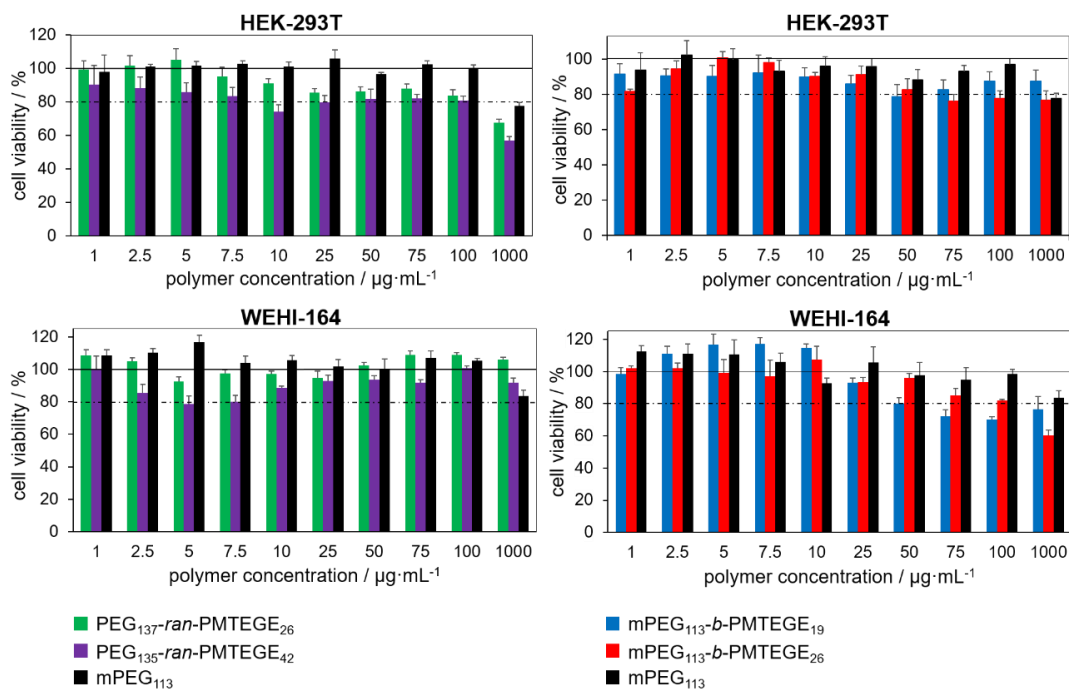 HEK-293T
cell viability / %
120
100
80
60
40
20
0
1 2.5 5 7.5 10 25 50 75 100 1000
polymer concentration / µg·mL⁻¹
HEK-293T
cell viability / %
120
100
80
60
40
20
0
1 2.5 5 7.5 10 25 50 75 100 1000
polymer concentration / µg·mL⁻¹
WEHI-164
cell viability / %
120
100
80
60
40
20
0
1 2.5 5 7.5 10 25 50 75 100 1000
polymer concentration / µg·mL⁻¹
WEHI-164
cell viability / %
120
100
80
60
40
20
0
1 2.5 5 7.5 10 25 50 75 100 1000
polymer concentration / µg·mL⁻¹
PEG₁₃₇-ran-PMTEGE₂₆
PEG₁₃₅-ran-PMTEGE₄₂
mPEG₁₁₃
mPEG₁₁₃-b-PMTEGE₁₉
mPEG₁₁₃-b-PMTEGE₂₆
mPEG₁₁₃